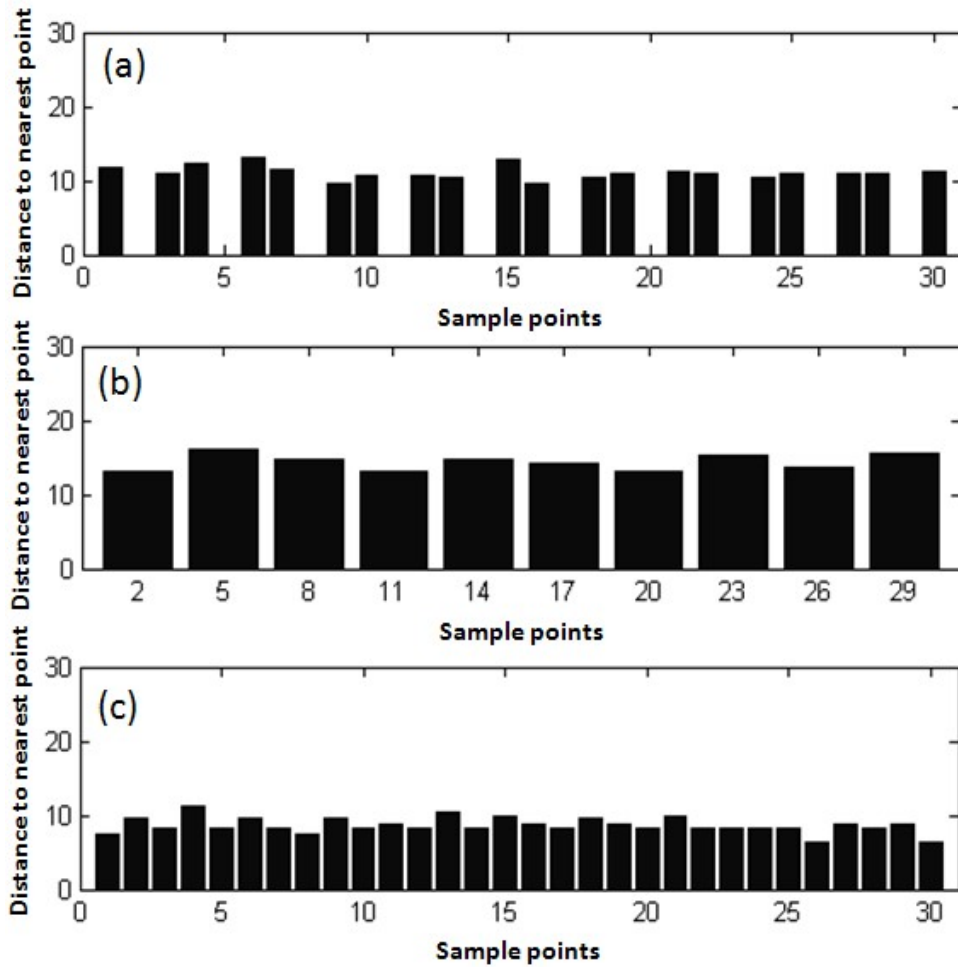 Distance to nearest point
30
20
10
0
(a)
0 5 10 15 20 25 30
Sample points
Distance to nearest point
30
20
10
0
(b)
2 5 8 11 14 17 20 23 26 29
Sample points
Distance to nearest point
30
20
10
0
(c)
0 5 10 15 20 25 30
Sample points